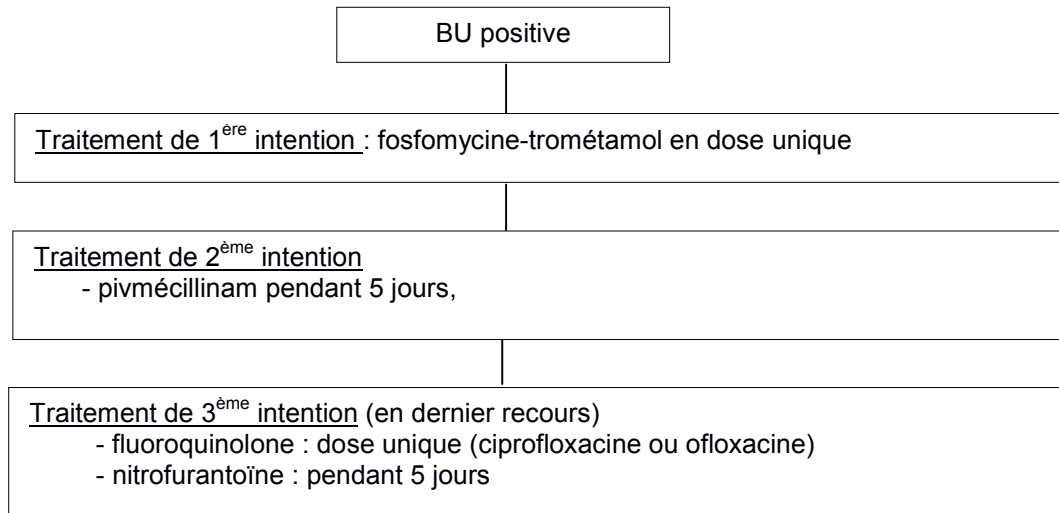 BU positive
Traitement de 1ère intention : fosfomycine-trométamol en dose unique
Traitement de 2ème intention
- pivmécillinam pendant 5 jours,
Traitement de 3ème intention (en dernier recours)
- fluoroquinolone : dose unique (ciprofloxacine ou ofloxacine)
- nitrofurantoïne : pendant 5 jours